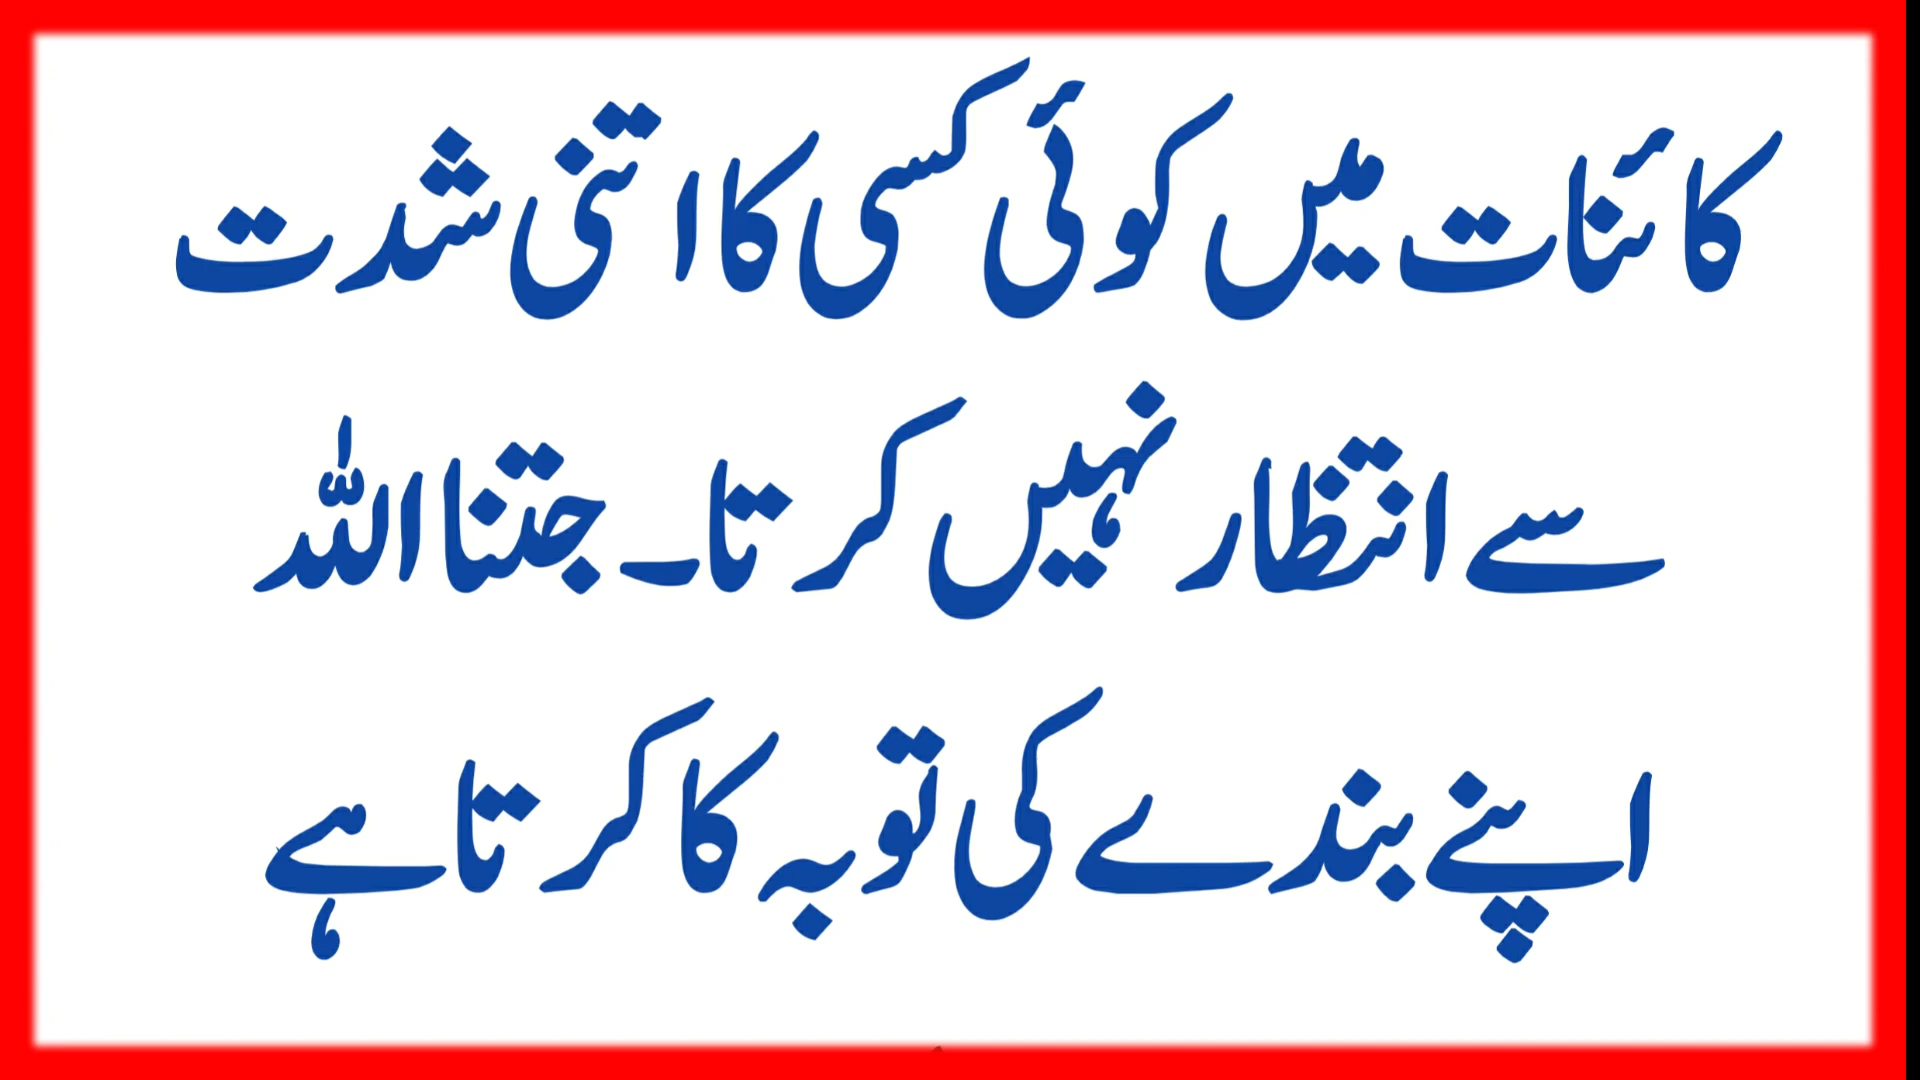 کائنات میں کوئی کسی کا اتنی شدت
سے انتظار نہیں کرتا۔ جتنا اللہ
اپنے بندے کی توبہ کا کرتا ہے